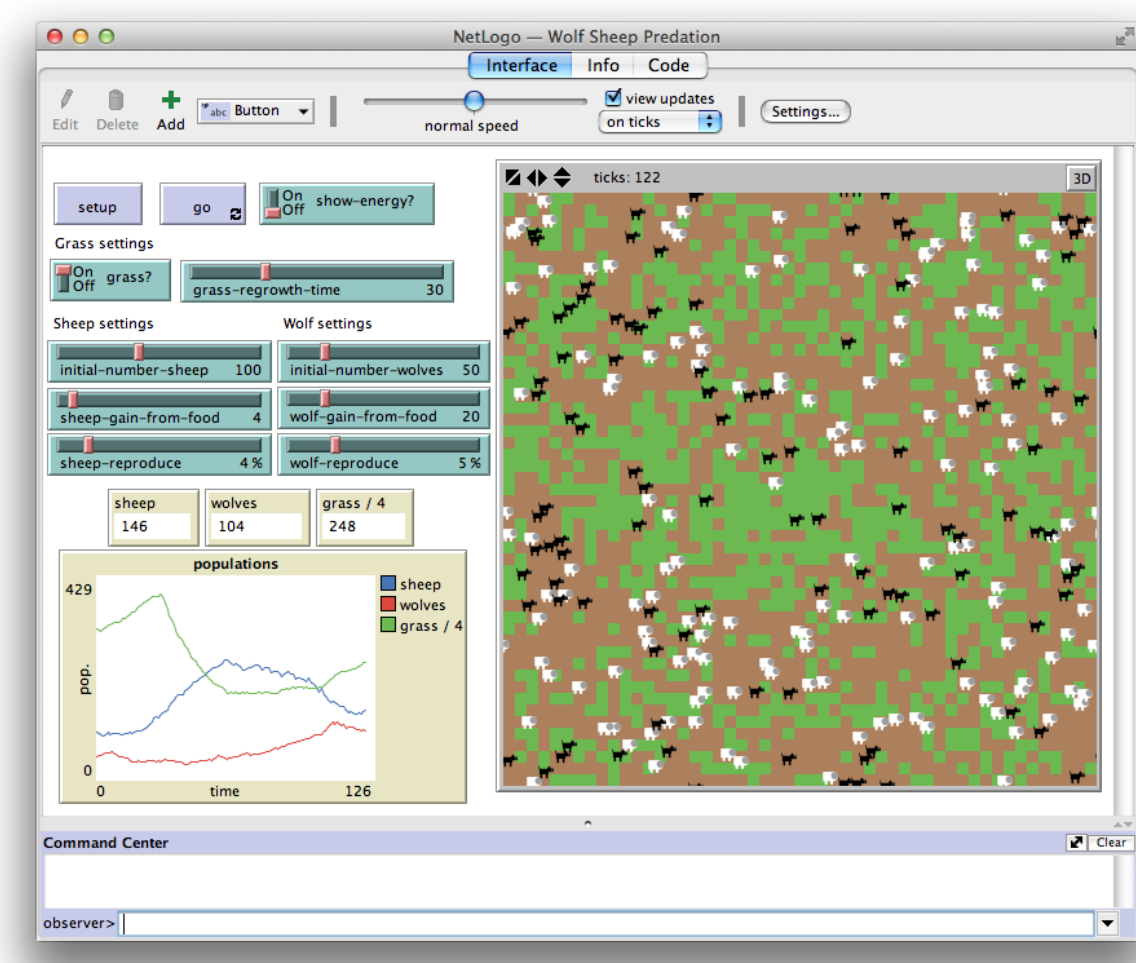 NetLogo — Wolf Sheep Predation
Interface Info Code
Edit Delete Add abc Button normal speed view updates on ticks Settings...
ticks: 122 3D
setup go On Off show-energy?
Grass settings
On Off grass? grass-regrowth-time 30
Sheep settings Wolf settings
initial-number-sheep 100 initial-number-wolves 50
sheep-gain-from-food 4 wolf-gain-from-food 20
sheep-reproduce 4 % wolf-reproduce 5 %
sheep wolves grass / 4
146 104 248
populations
429
pop.
0
0 time 126
sheep
wolves
grass / 4
Command Center Clear
observer>